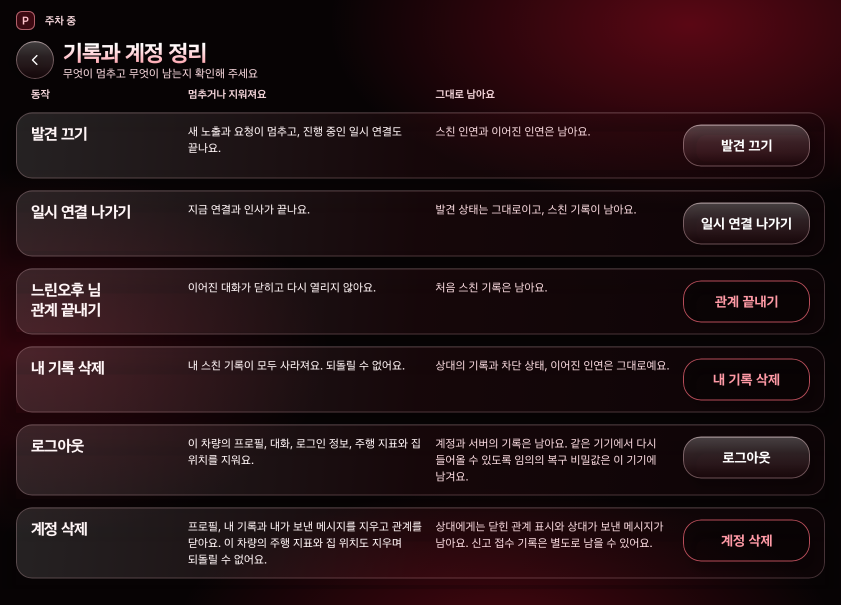 P 주차 중
기록과 계정 정리
무엇이 멈추고 무엇이 남는지 확인해 주세요
동작 멈추거나 지워져요 그대로 남아요
발견 끄기
새 노출과 요청이 멈추고, 진행 중인 일시 연결도
끝나요.
스친 인연과 이어진 인연은 남아요.
발견 끄기
일시 연결 나가기
지금 연결과 인사가 끝나요.
발견 상태는 그대로이고, 스친 기록이 남아요.
일시 연결 나가기
느린오후 님
관계 끝내기
이어진 대화가 닫히고 다시 열리지 않아요.
처음 스친 기록은 남아요.
관계 끝내기
내 기록 삭제
내 스친 기록이 모두 사라져요. 되돌릴 수 없어요.
상대의 기록과 차단 상태, 이어진 인연은 그대로예요.
내 기록 삭제
로그아웃
이 차량의 프로필, 대화, 로그인 정보, 주행 지표와 집
위치를 지워요.
계정과 서버의 기록은 남아요. 같은 기기에서 다시
들어올 수 있도록 임의의 복구 비밀값은 이 기기에
남겨요.
로그아웃
계정 삭제
프로필, 내 기록과 내가 보낸 메시지를 지우고 관계를
닫아요. 이 차량의 주행 지표와 집 위치도 지우며
되돌릴 수 없어요.
상대에게는 닫힌 관계 표시와 상대가 보낸 메시지가
남아요. 신고 접수 기록은 별도로 남을 수 있어요.
계정 삭제